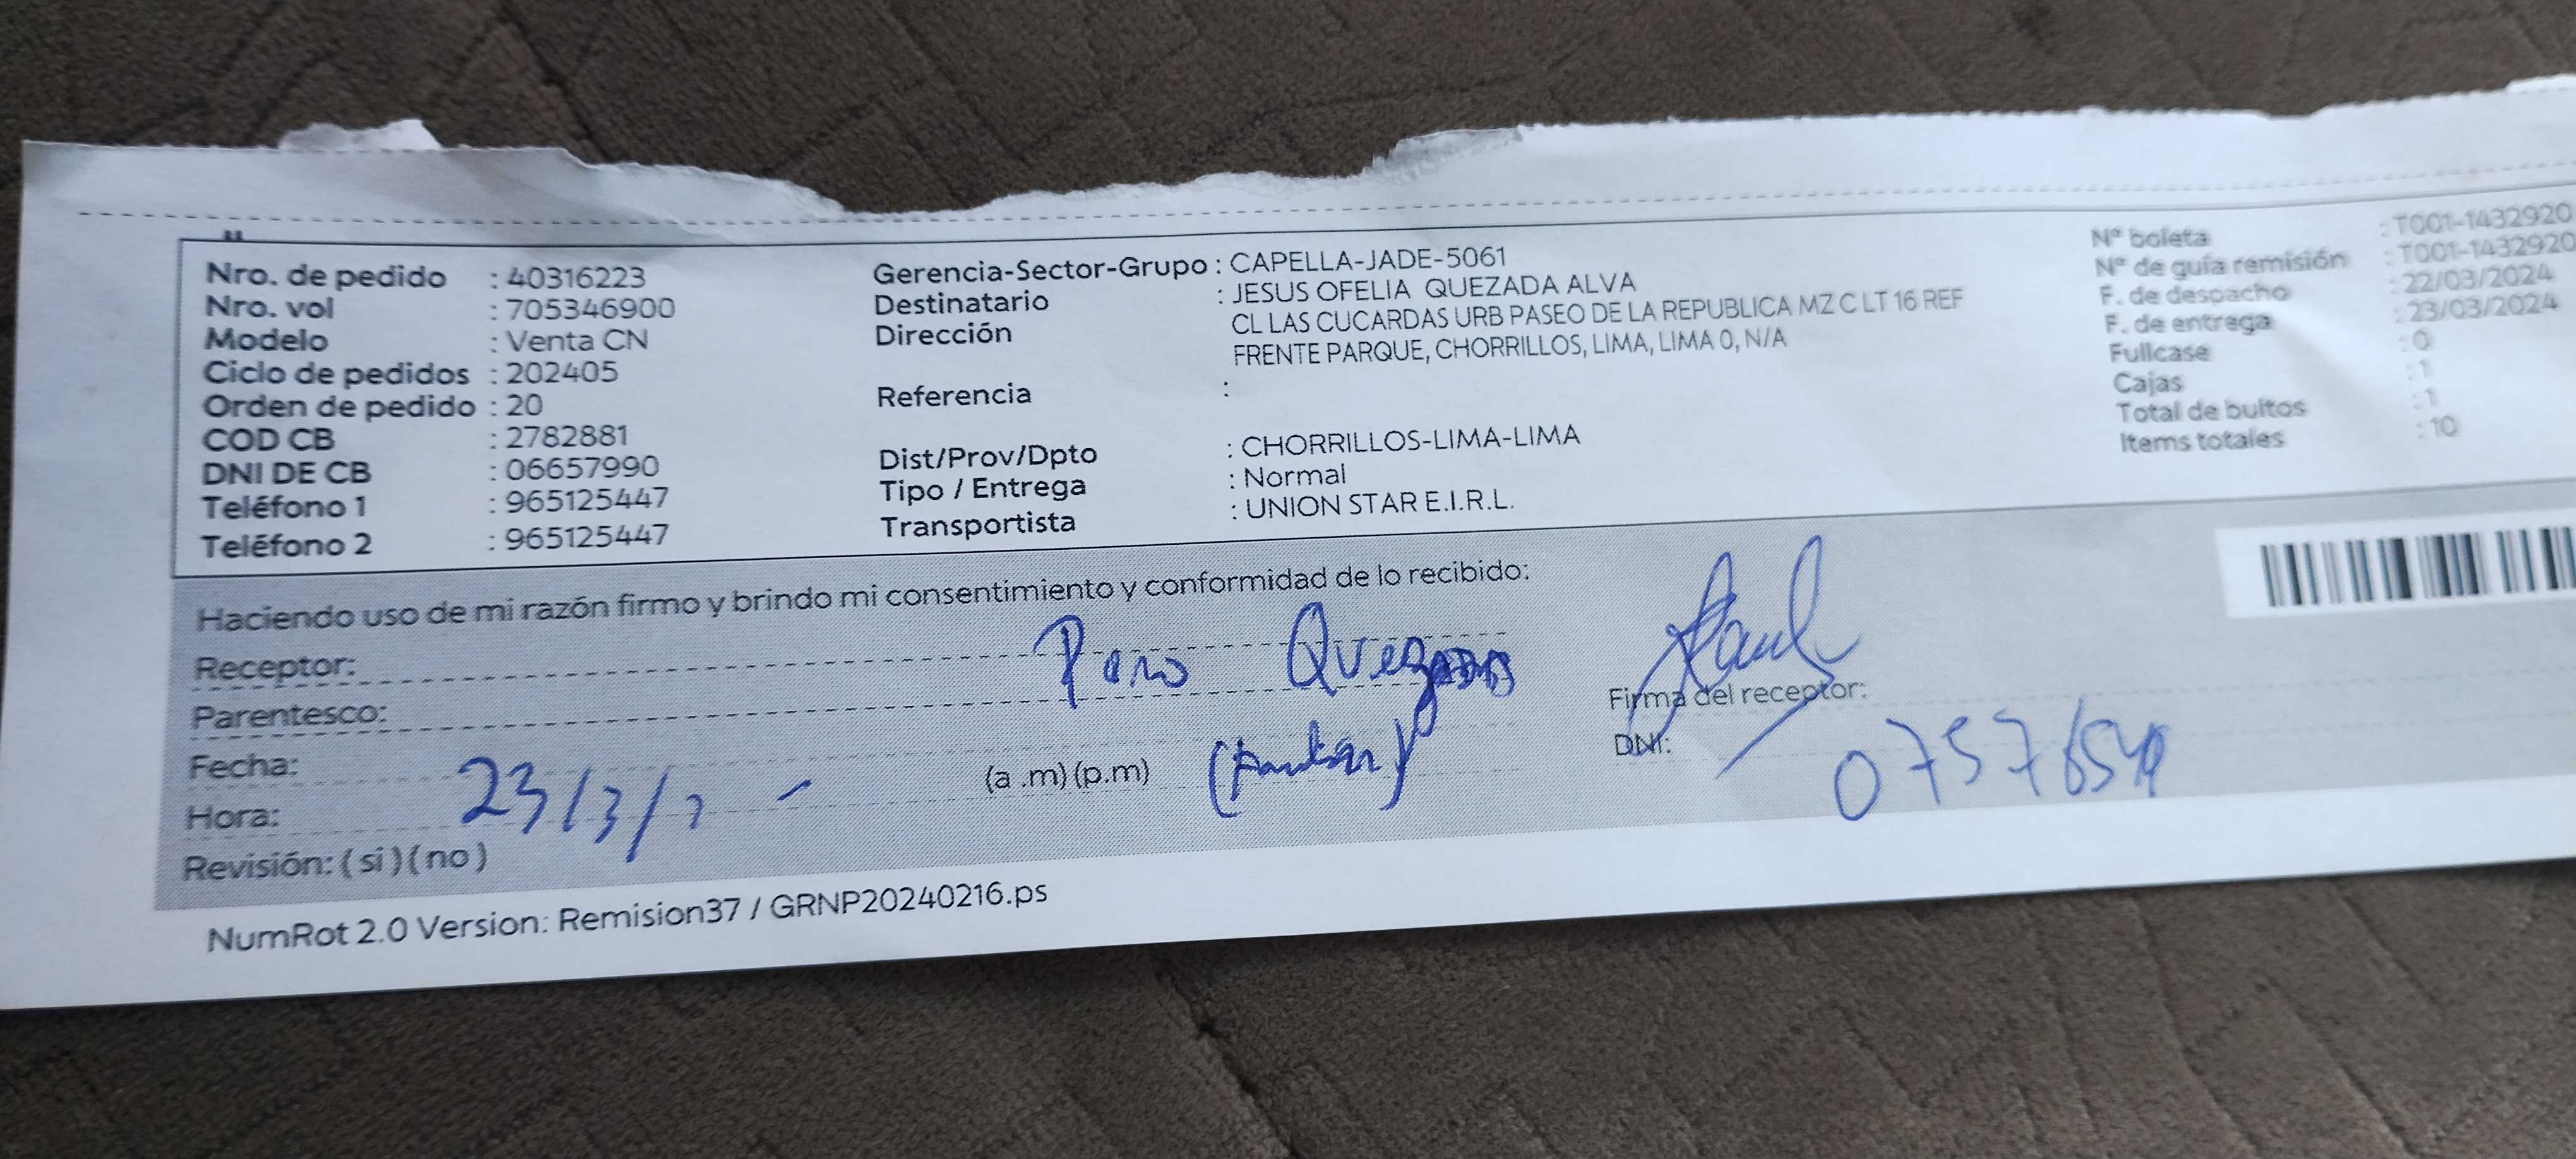 Nro. de pedido : 40316223
Nro. vol : 705346900
Modelo : Venta CN
Ciclo de pedidos : 202405
Orden de pedido : 20
COD CB : 2782881
DNI DE CB : 06657990
Teléfono 1 : 965125447
Teléfono 2 : 965125447
Gerencia-Sector-Grupo : CAPELLA-JADE-5061
Destinatario : JESUS OFELIA QUEZADA ALVA
Dirección : CL LAS CUCARDAS URB PASEO DE LA REPUBLICA MZ C LT 16 REF
FRENTE PARQUE, CHORRILLOS, LIMA, LIMA 0, N/A
Referencia :
Dist/Prov/Dpto : CHORRILLOS-LIMA-LIMA
Tipo / Entrega : Normal
Transportista : UNION STAR E.I.R.L.
Nº boleta : T001-1432920
Nº de guía remisión : T001-1432920
F. de despacho : 22/03/2024
F. de entrega : 23/03/2024
Fullcase : 0
Cajas : 1
Total de bultos : 1
Items totales : 10
Haciendo uso de mi razón firmo y brindo mi consentimiento y conformidad de lo recibido:
Receptor: Quezada
Parentesco:
Fecha: 23/3/
Hora: (a .m) (p.m)
Revisión: ( si ) ( no )
Firma del receptor:
DNI:
NumRot 2.0 Version: Remision37 / GRNP20240216.ps